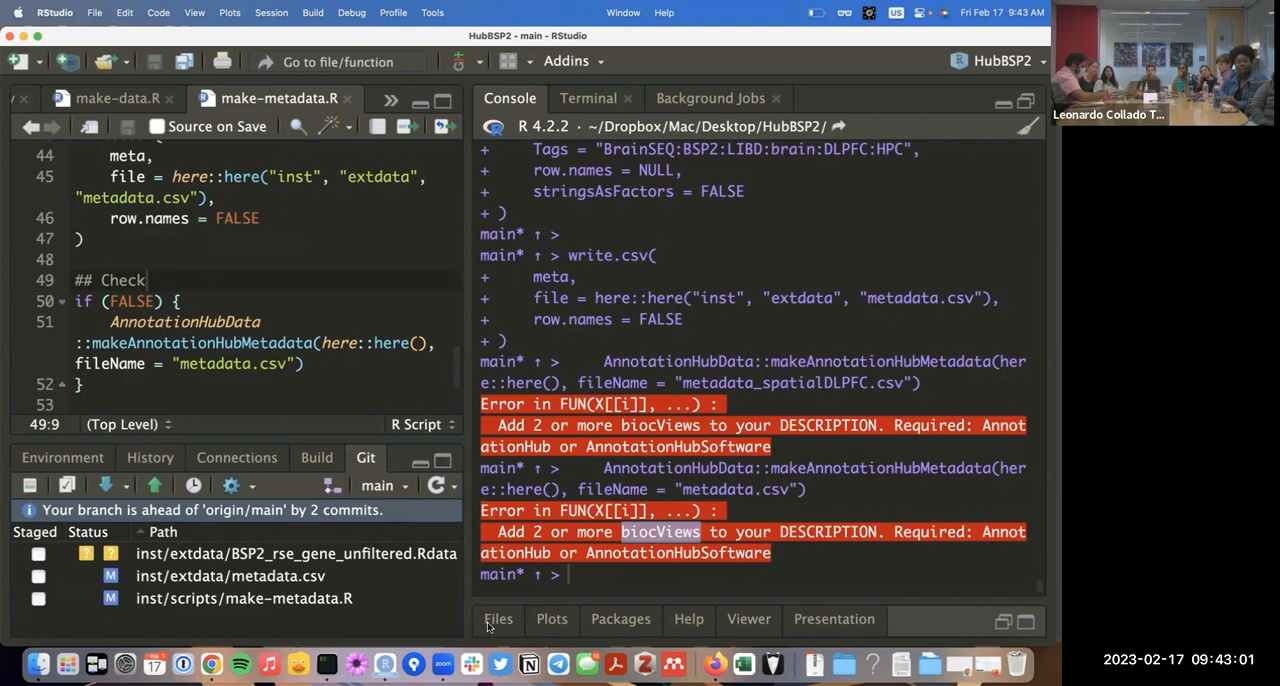 RStudio File Edit Code View Plots Session Build Debug Profile Tools Window Help US Fri Feb 17 9:43 AM
HubBSP2 - main - RStudio
Go to file/function Addins HubBSP2
make-data.R make-metadata.R
Source on Save
44 meta,
45 file = here::here("inst", "extdata",
"metadata.csv"),
46 row.names = FALSE
47 )
48
49 ## Check
50 if (FALSE) {
51 AnnotationHubData
::makeAnnotationHubMetadata(here::here(),
fileName = "metadata.csv")
52 }
53
49:9 (Top Level) R Script
Environment History Connections Build Git
main
Your branch is ahead of 'origin/main' by 2 commits.
Staged Status Path
? ? inst/extdata/BSP2_rse_gene_unfiltered.Rdata
M inst/extdata/metadata.csv
M inst/scripts/make-metadata.R
Console Terminal Background Jobs
R 4.2.2 · ~/Dropbox/Mac/Desktop/HubBSP2/
+ Tags = "BrainSEQ:BSP2:LIBD:brain:DLPFC:HPC",
+ row.names = NULL,
+ stringsAsFactors = FALSE
+ )
main* ↑ >
main* ↑ > write.csv(
+ meta,
+ file = here::here("inst", "extdata", "metadata.csv"),
+ row.names = FALSE
+ )
main* ↑ > AnnotationHubData::makeAnnotationHubMetadata(her
e::here(), fileName = "metadata_spatialDLPFC.csv")
Error in FUN(X[[i]], ...) :
Add 2 or more biocViews to your DESCRIPTION. Required: Annot
ationHub or AnnotationHubSoftware
main* ↑ > AnnotationHubData::makeAnnotationHubMetadata(her
e::here(), fileName = "metadata.csv")
Error in FUN(X[[i]], ...) :
Add 2 or more biocViews to your DESCRIPTION. Required: Annot
ationHub or AnnotationHubSoftware
main* ↑ >
Files Plots Packages Help Viewer Presentation
Leonardo Collado T...
17
zoom
2023-02-17 09:43:01